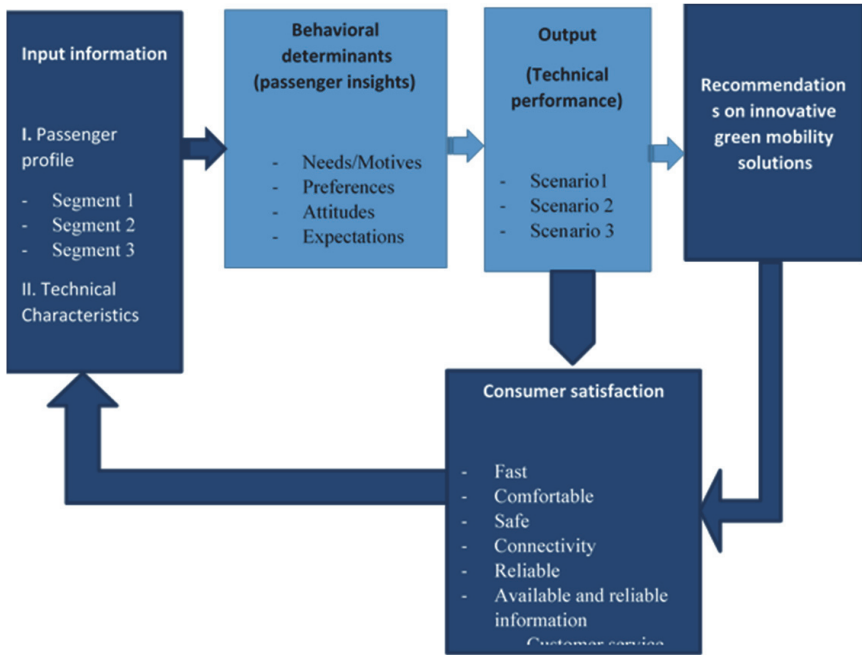 Input information
I. Passenger
profile
- Segment 1
- Segment 2
- Segment 3
II. Technical
Characteristics
Behavioral
determinants
(passenger insights)
- Needs/Motives
- Preferences
- Attitudes
- Expectations
Output
(Technical
performance)
- Scenario1
- Scenario 2
- Scenario 3
Recommendation
s on innovative
green mobility
solutions
Consumer satisfaction
- Fast
- Comfortable
- Safe
- Connectivity
- Reliable
- Available and reliable
information
Customer service